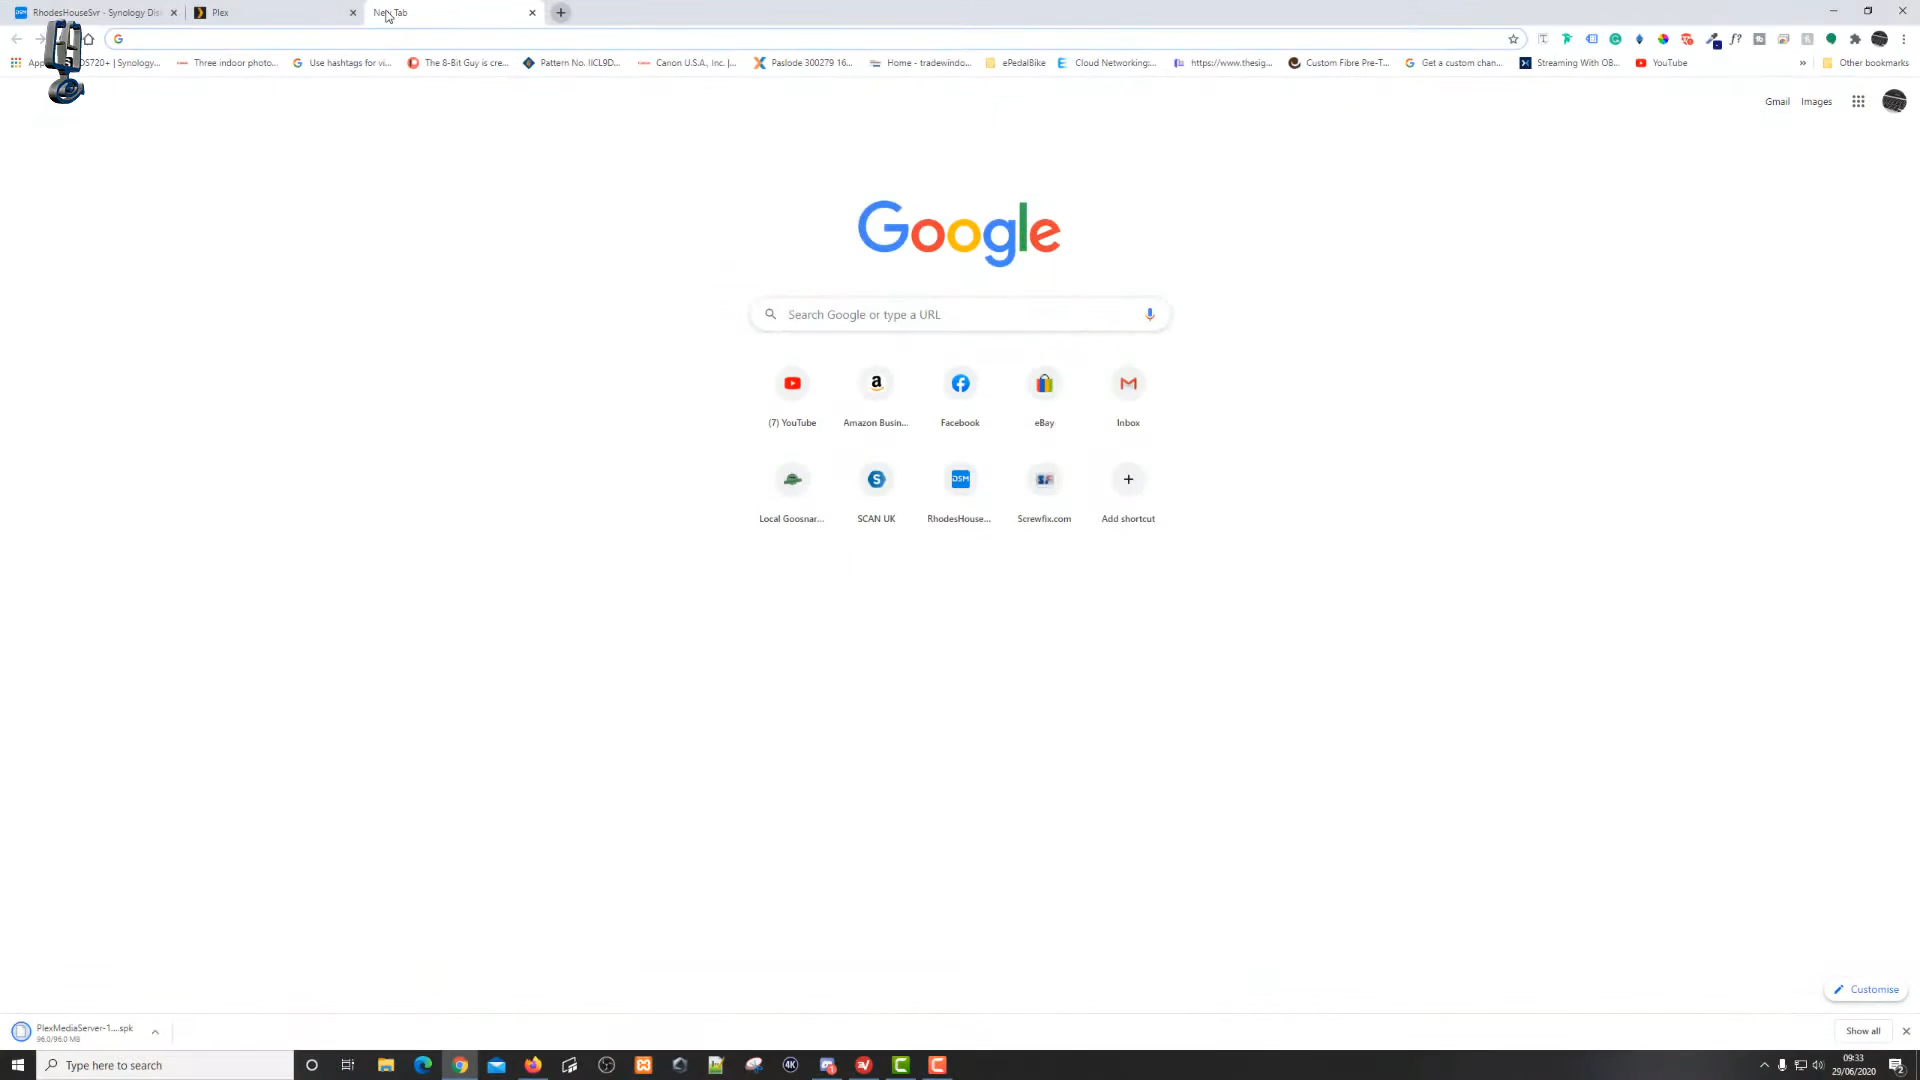 RhodesHouseSvr - Synology Dis
Plex
New Tab
DS720+ | Synology...
Three indoor photo...
Use hashtags for vi...
The 8-Bit Guy is cre...
Pattern No. IICL9D...
Canon U.S.A., Inc. |...
Paslode 300279 16...
Home - tradewindo...
ePedalBike
Cloud Networking:...
https://www.thesig...
Custom Fibre Pre-T...
Get a custom chan...
Streaming With OB...
YouTube
»
Other bookmarks
Gmail
Images
Google
Search Google or type a URL
(7) YouTube
Amazon Busin...
Facebook
eBay
Inbox
Local Goosnar...
SCAN UK
DSM
RhodesHouse...
Screwfix.com
Add shortcut
Customise
PlexMediaServer-1....spk
96.0/96.0 MB
Show all
Type here to search
4K
09:33
29/06/2020